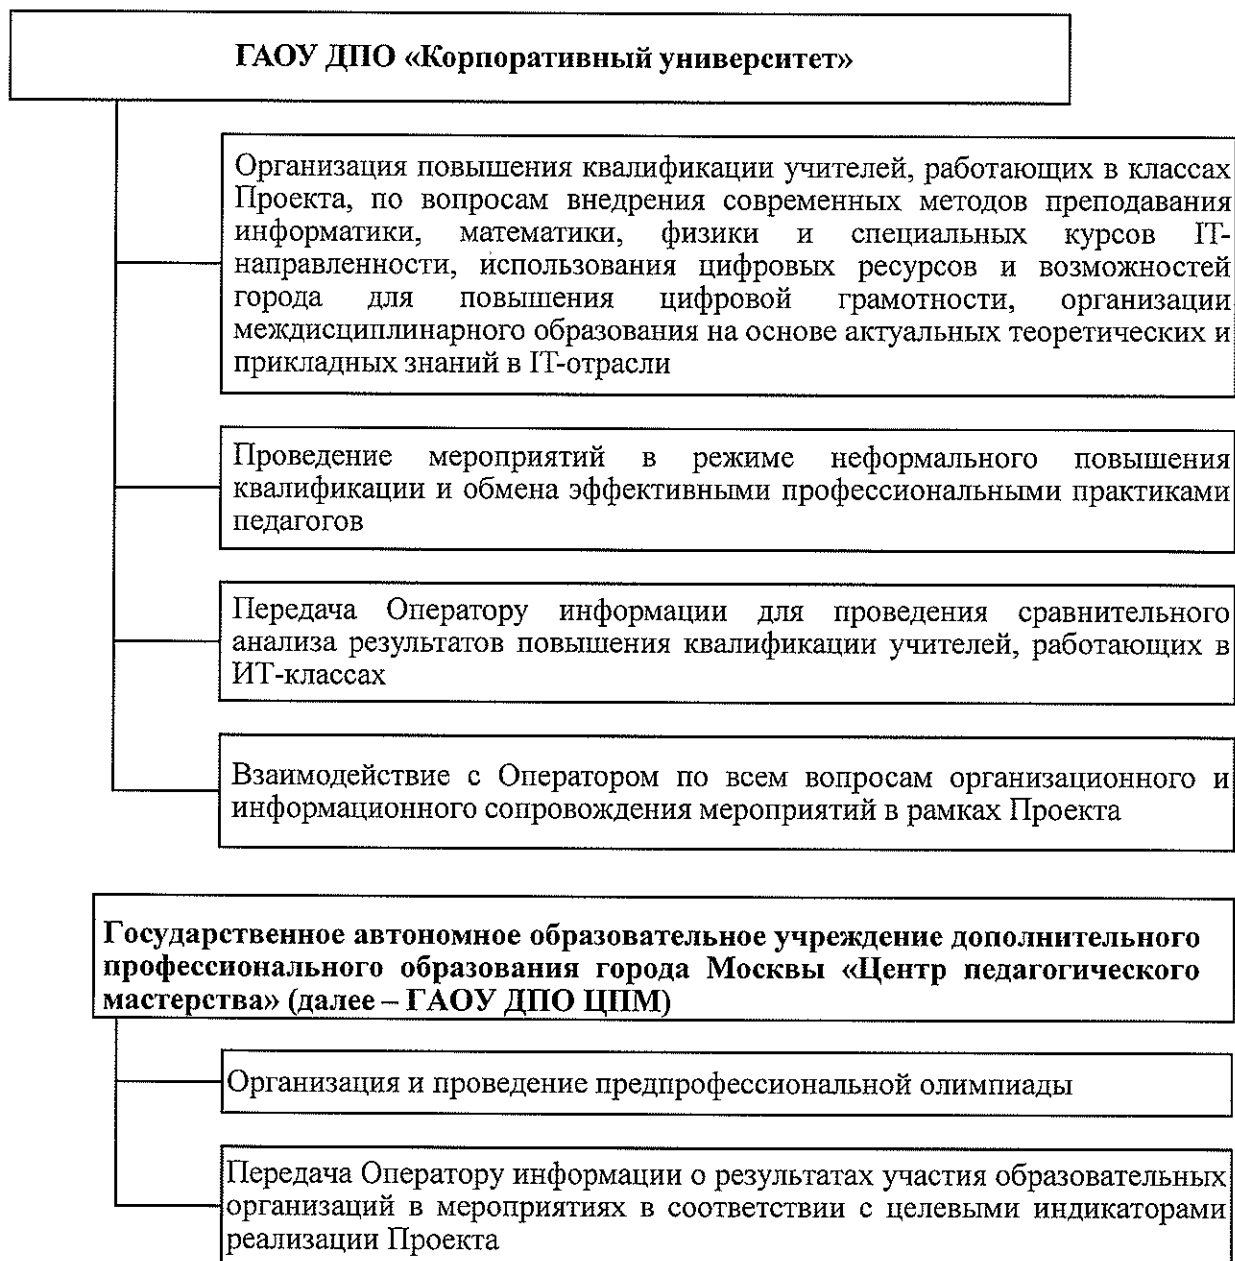 ГАОУ ДПО «Корпоративный университет»
Организация повышения квалификации учителей, работающих в классах
Проекта, по вопросам внедрения современных методов преподавания
информатики, математики, физики и специальных курсов IT-
направленности, использования цифровых ресурсов и возможностей
города для повышения цифровой грамотности, организации
междисциплинарного образования на основе актуальных теоретических и
прикладных знаний в IT-отрасли
Проведение мероприятий в режиме неформального повышения
квалификации и обмена эффективными профессиональными практиками
педагогов
Передача Оператору информации для проведения сравнительного
анализа результатов повышения квалификации учителей, работающих в
ИТ-классах
Взаимодействие с Оператором по всем вопросам организационного и
информационного сопровождения мероприятий в рамках Проекта
Государственное автономное образовательное учреждение дополнительного
профессионального образования города Москвы «Центр педагогического
мастерства» (далее – ГАОУ ДПО ЦПМ)
Организация и проведение предпрофессиональной олимпиады
Передача Оператору информации о результатах участия образовательных
организаций в мероприятиях в соответствии с целевыми индикаторами
реализации Проекта